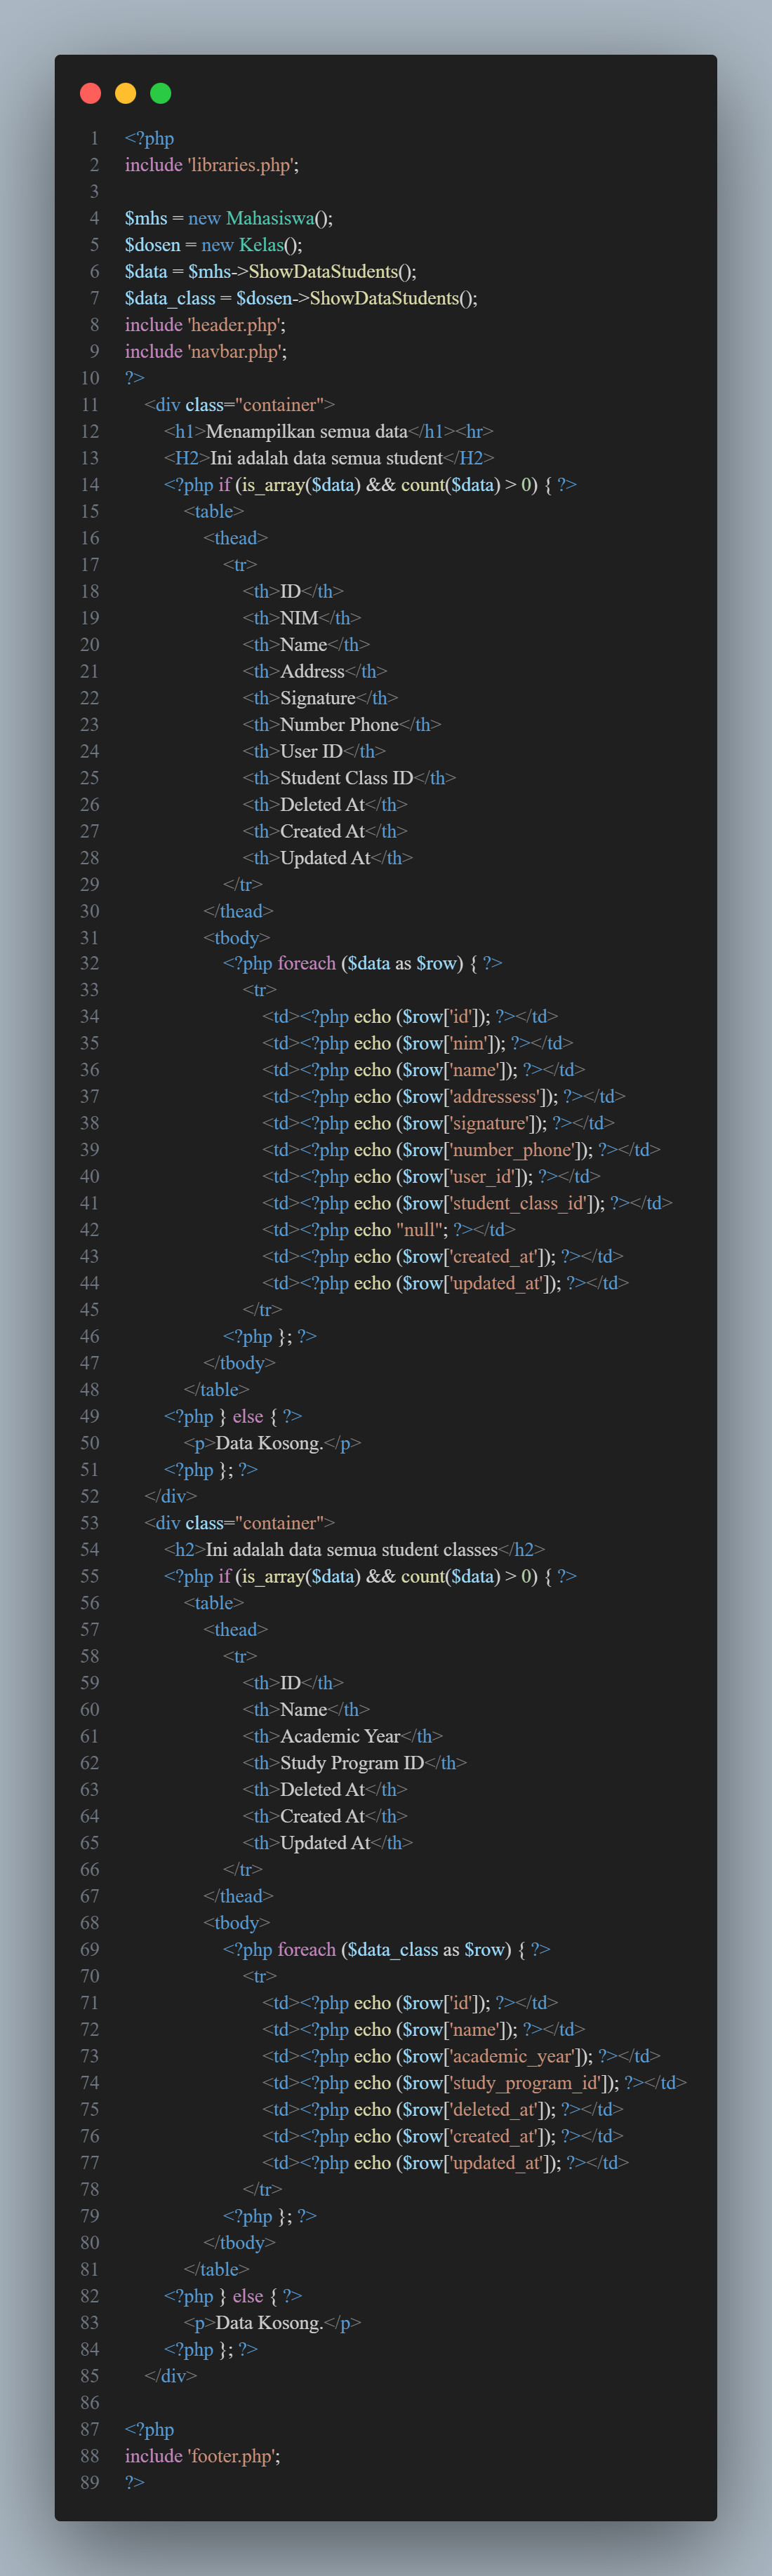 1 <?php
2 include 'libraries.php';
3
4 $mhs = new Mahasiswa();
5 $dosen = new Kelas();
6 $data = $mhs->ShowDataStudents();
7 $data_class = $dosen->ShowDataStudents();
8 include 'header.php';
9 include 'navbar.php';
10 ?>
11     <div class="container">
12         <h1>Menampilkan semua data</h1><hr>
13         <H2>Ini adalah data semua student</H2>
14         <?php if (is_array($data) && count($data) > 0) { ?>
15             <table>
16                 <thead>
17                     <tr>
18                         <th>ID</th>
19                         <th>NIM</th>
20                         <th>Name</th>
21                         <th>Address</th>
22                         <th>Signature</th>
23                         <th>Number Phone</th>
24                         <th>User ID</th>
25                         <th>Student Class ID</th>
26                         <th>Deleted At</th>
27                         <th>Created At</th>
28                         <th>Updated At</th>
29                     </tr>
30                 </thead>
31                 <tbody>
32                     <?php foreach ($data as $row) { ?>
33                         <tr>
34                             <td><?php echo ($row['id']); ?></td>
35                             <td><?php echo ($row['nim']); ?></td>
36                             <td><?php echo ($row['name']); ?></td>
37                             <td><?php echo ($row['addressess']); ?></td>
38                             <td><?php echo ($row['signature']); ?></td>
39                             <td><?php echo ($row['number_phone']); ?></td>
40                             <td><?php echo ($row['user_id']); ?></td>
41                             <td><?php echo ($row['student_class_id']); ?></td>
42                             <td><?php echo "null"; ?></td>
43                             <td><?php echo ($row['created_at']); ?></td>
44                             <td><?php echo ($row['updated_at']); ?></td>
45                         </tr>
46                     <?php }; ?>
47                 </tbody>
48             </table>
49         <?php } else { ?>
50             <p>Data Kosong.</p>
51         <?php }; ?>
52     </div>
53     <div class="container">
54         <h2>Ini adalah data semua student classes</h2>
55         <?php if (is_array($data) && count($data) > 0) { ?>
56             <table>
57                 <thead>
58                     <tr>
59                         <th>ID</th>
60                         <th>Name</th>
61                         <th>Academic Year</th>
62                         <th>Study Program ID</th>
63                         <th>Deleted At</th>
64                         <th>Created At</th>
65                         <th>Updated At</th>
66                     </tr>
67                 </thead>
68                 <tbody>
69                     <?php foreach ($data_class as $row) { ?>
70                         <tr>
71                             <td><?php echo ($row['id']); ?></td>
72                             <td><?php echo ($row['name']); ?></td>
73                             <td><?php echo ($row['academic_year']); ?></td>
74                             <td><?php echo ($row['study_program_id']); ?></td>
75                             <td><?php echo ($row['deleted_at']); ?></td>
76                             <td><?php echo ($row['created_at']); ?></td>
77                             <td><?php echo ($row['updated_at']); ?></td>
78                         </tr>
79                     <?php }; ?>
80                 </tbody>
81             </table>
82         <?php } else { ?>
83             <p>Data Kosong.</p>
84         <?php }; ?>
85     </div>
86
87 <?php
88 include 'footer.php';
89 ?>